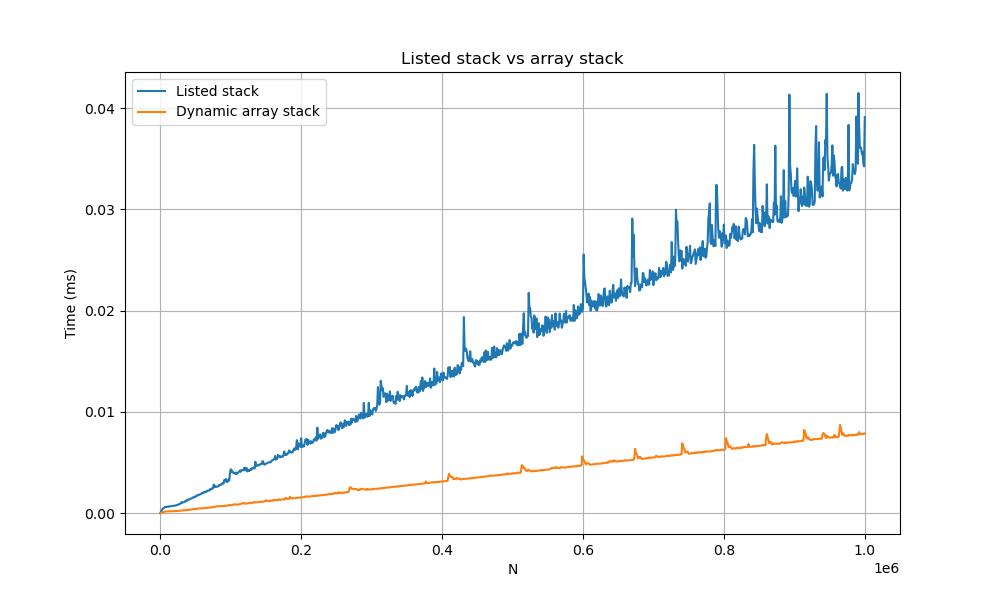 Listed stack vs array stack
Listed stack
Dynamic array stack
0.04
0.03
0.02
0.01
0.00
Time (ms)
0.0 0.2 0.4 0.6 0.8 1.0
N
1e6